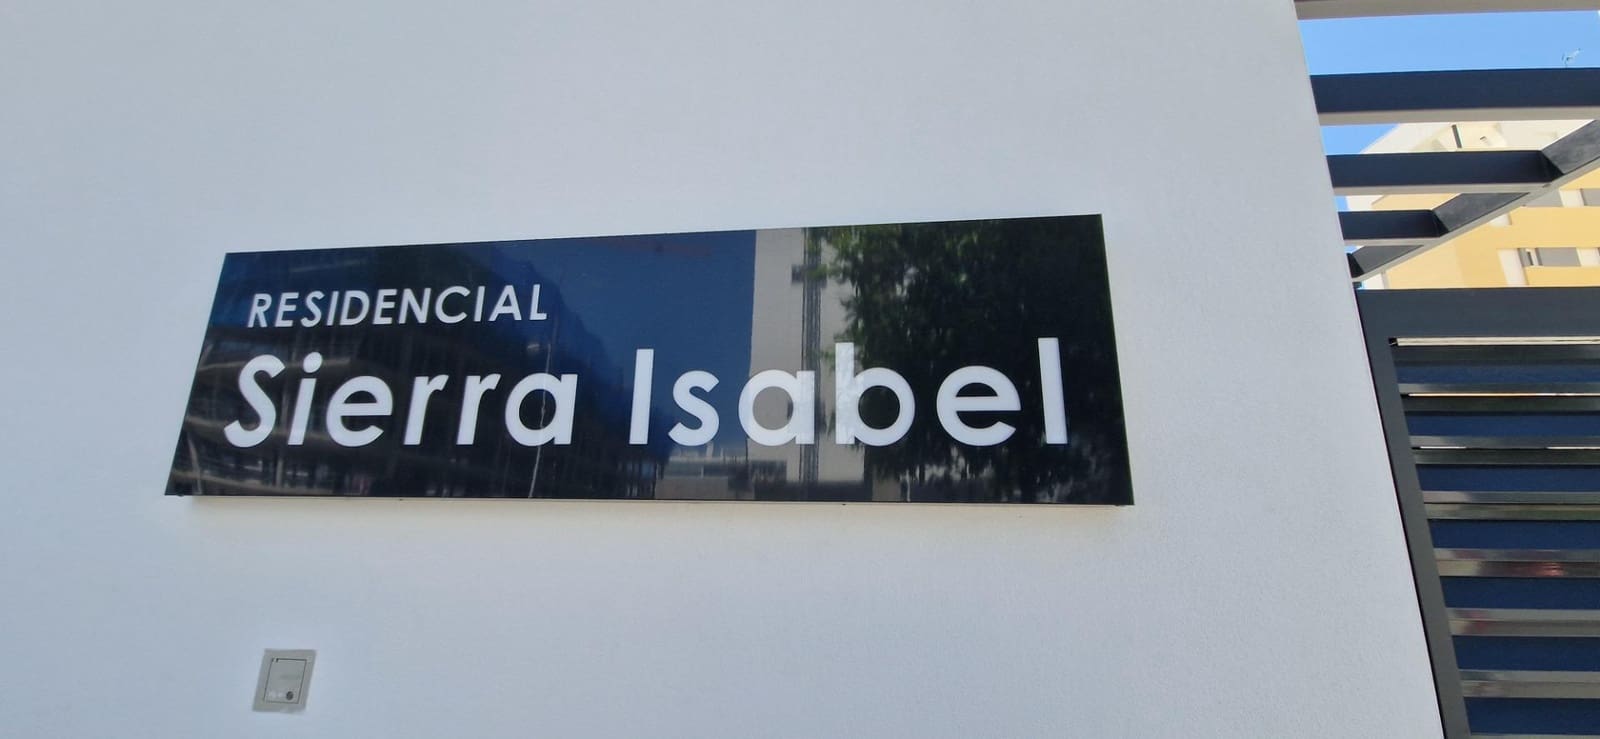 RESIDENCIAL
Sierra Isabel